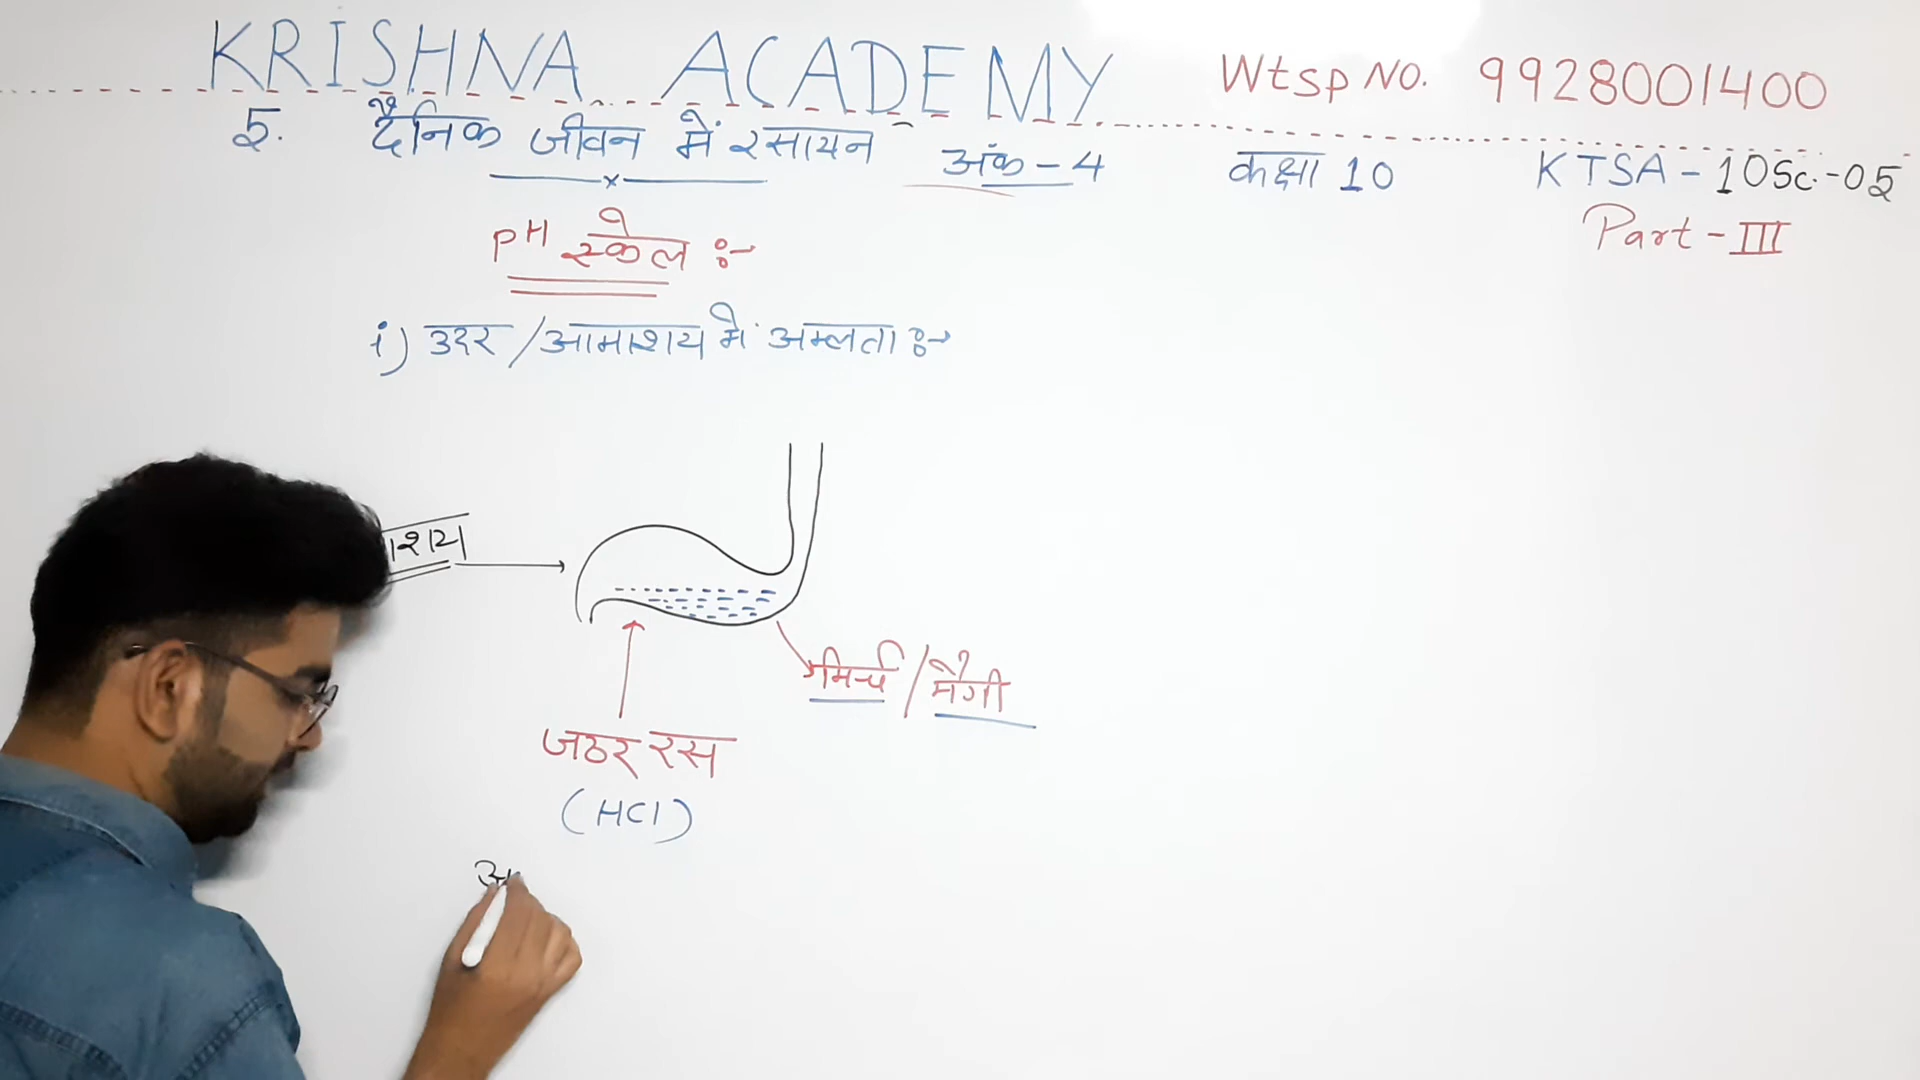 KRISHNA ACADEMY Wtsp NO. 9928001400
5. दैनिक जीवन में रसायन अंक - 4 कक्षा 10 KTSA - 10Sc. - 05
Part - III
pH स्केल :-
i) उदर / आमाशय में अम्लता :-
ाशय
मिर्च / मैगी
जठर रस
(HCl)
अ